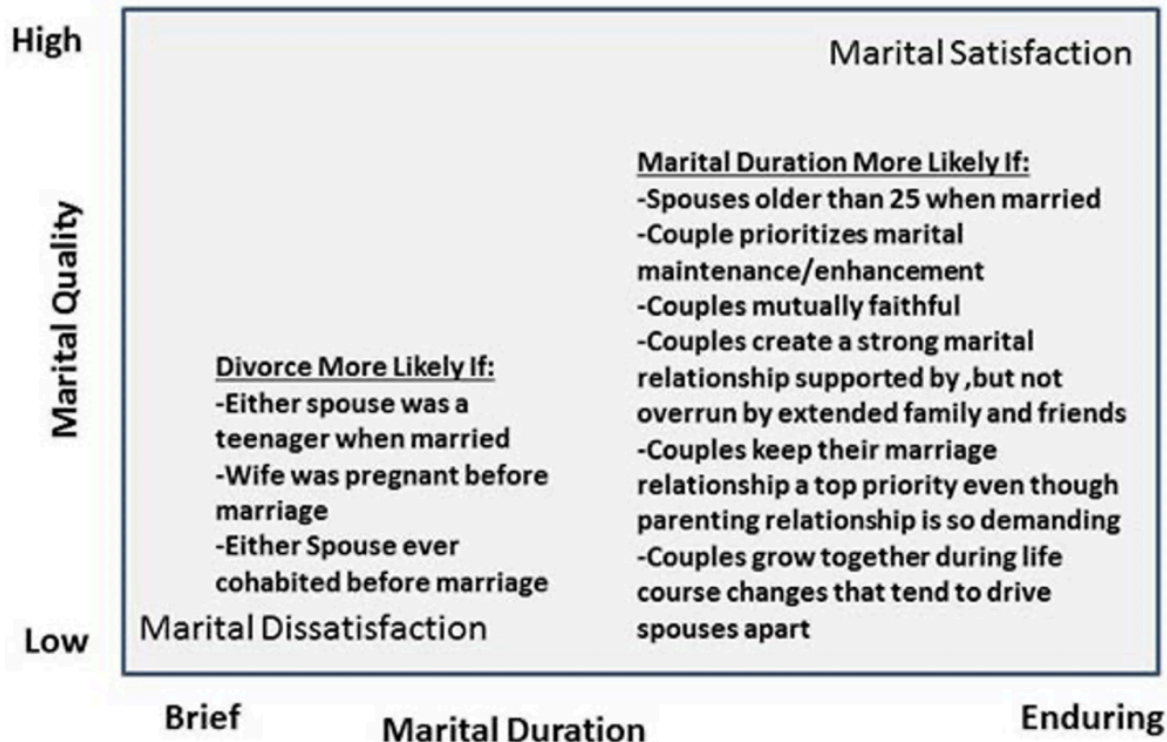 High
Marital Satisfaction
Marital Quality
Marital Duration More Likely If:
-Spouses older than 25 when married
-Couple prioritizes marital
maintenance/enhancement
-Couples mutually faithful
-Couples create a strong marital
relationship supported by ,but not
overrun by extended family and friends
-Couples keep their marriage
relationship a top priority even though
parenting relationship is so demanding
-Couples grow together during life
course changes that tend to drive
spouses apart
Divorce More Likely If:
-Either spouse was a
teenager when married
-Wife was pregnant before
marriage
-Either Spouse ever
cohabited before marriage
Marital Dissatisfaction
Low
Brief
Marital Duration
Enduring